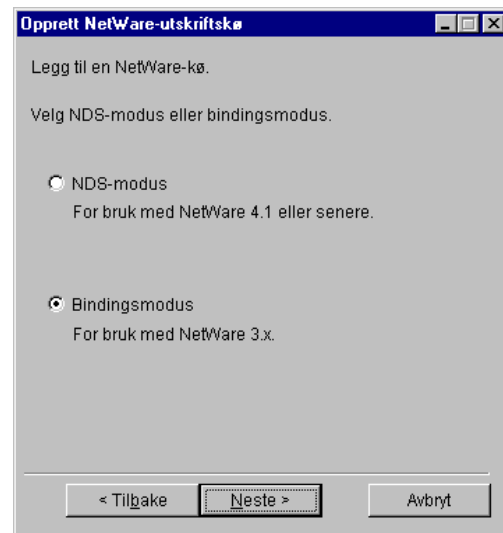 Opprett NetWare-utskriftskø
Legg til en NetWare-kø.
Velg NDS-modus eller bindingsmodus.
NDS-modus
For bruk med NetWare 4.1 eller senere.
Bindingsmodus
For bruk med NetWare 3.x.
< Tilbake
Neste >
Avbryt